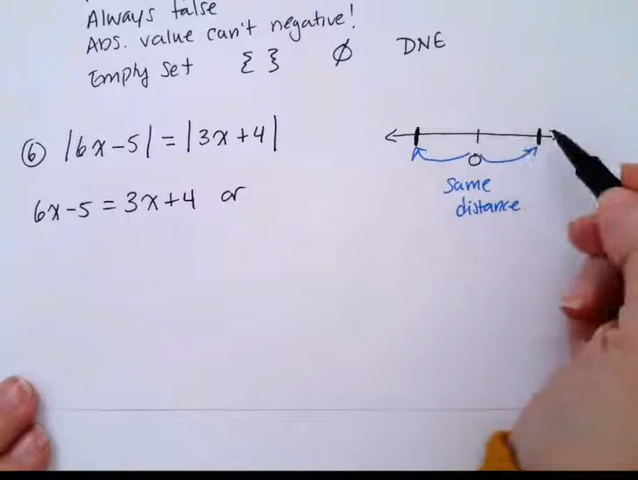 Always false
Abs. value can't negative!
Empty Set { } Ø DNE
⑥ |6x-5| = |3x+4|
0
Same
distance
6x-5 = 3x+4 or